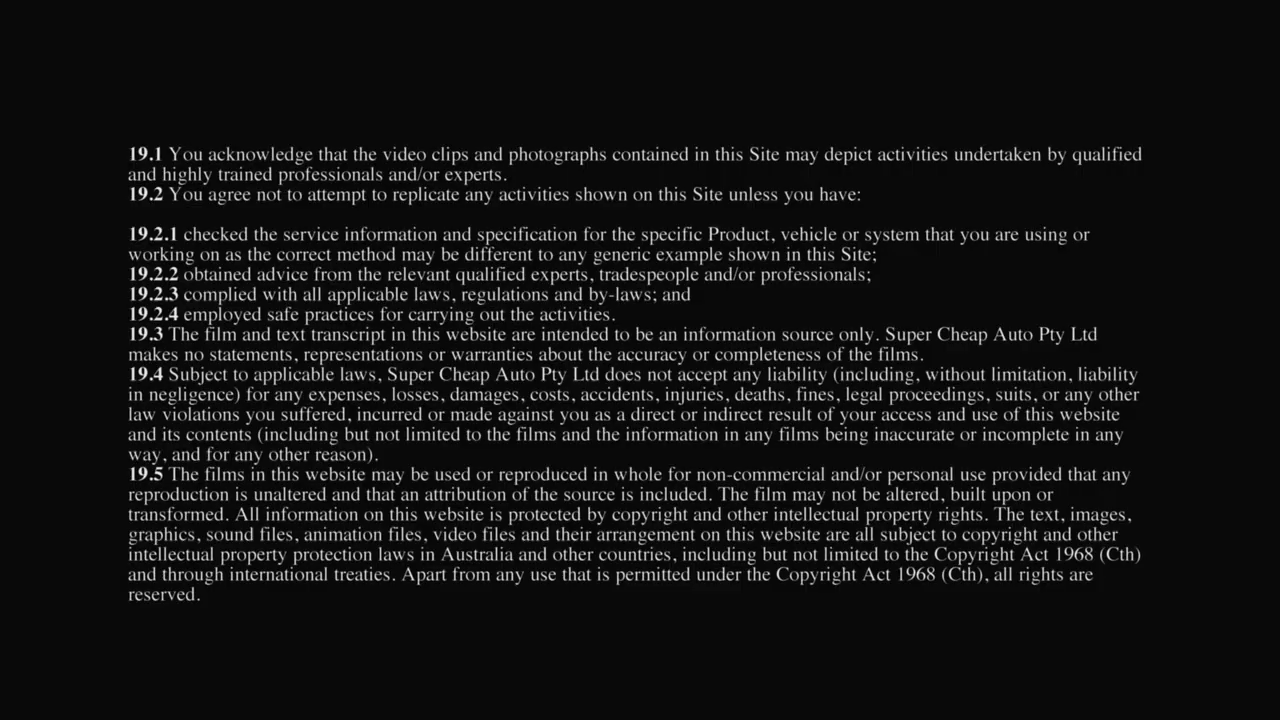 19.1 You acknowledge that the video clips and photographs contained in this Site may depict activities undertaken by qualified
and highly trained professionals and/or experts.
19.2 You agree not to attempt to replicate any activities shown on this Site unless you have:
19.2.1 checked the service information and specification for the specific Product, vehicle or system that you are using or
working on as the correct method may be different to any generic example shown in this Site;
19.2.2 obtained advice from the relevant qualified experts, tradespeople and/or professionals;
19.2.3 complied with all applicable laws, regulations and by-laws; and
19.2.4 employed safe practices for carrying out the activities.
19.3 The film and text transcript in this website are intended to be an information source only. Super Cheap Auto Pty Ltd
makes no statements, representations or warranties about the accuracy or completeness of the films.
19.4 Subject to applicable laws, Super Cheap Auto Pty Ltd does not accept any liability (including, without limitation, liability
in negligence) for any expenses, losses, damages, costs, accidents, injuries, deaths, fines, legal proceedings, suits, or any other
law violations you suffered, incurred or made against you as a direct or indirect result of your access and use of this website
and its contents (including but not limited to the films and the information in any films being inaccurate or incomplete in any
way, and for any other reason).
19.5 The films in this website may be used or reproduced in whole for non-commercial and/or personal use provided that any
reproduction is unaltered and that an attribution of the source is included. The film may not be altered, built upon or
transformed. All information on this website is protected by copyright and other intellectual property rights. The text, images,
graphics, sound files, animation files, video files and their arrangement on this website are all subject to copyright and other
intellectual property protection laws in Australia and other countries, including but not limited to the Copyright Act 1968 (Cth)
and through international treaties. Apart from any use that is permitted under the Copyright Act 1968 (Cth), all rights are
reserved.